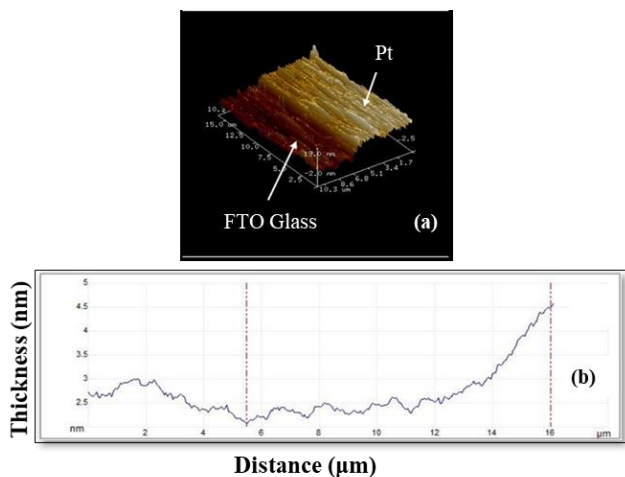 Pt
10.3
15.0 um
12.5
10.0
7.5
5.0
2.5
17.0 nm
-2.0 nm
2.5
1.7
3.4
5.1
6.8
8.6
10.3 um
FTO Glass
(a)
Thickness (nm)
5
4.5
4
3.5
3
2.5
nm
2
4
6
8
10
12
14
16
μm
(b)
Distance (μm)